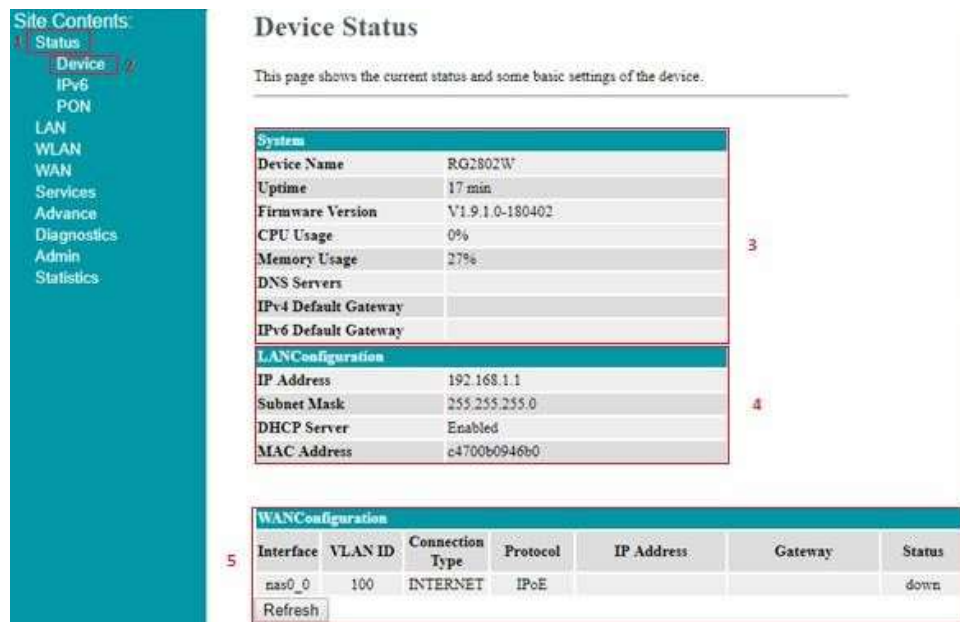 Site Contents:
1 Status
Device 2
IPv6
PON
LAN
WLAN
WAN
Services
Advance
Diagnostics
Admin
Statistics
Device Status
This page shows the current status and some basic settings of the device.
System
Device Name RG2802W
Uptime 17 min
Firmware Version V1.9.1.0-180402
CPU Usage 0%
Memory Usage 27%
DNS Servers
IPv4 Default Gateway
IPv6 Default Gateway
3
LANConfiguration
IP Address 192.168.1.1
Subnet Mask 255.255.255.0
DHCP Server Enabled
MAC Address c4700b0946b0
4
WANConfiguration
5
Interface VLAN ID Connection Type Protocol IP Address Gateway Status
nas0_0 100 INTERNET IPoE down
Refresh